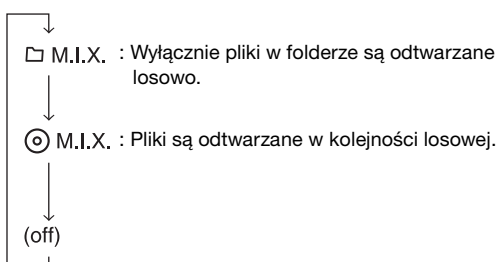 M.I.X. : Wyłącznie pliki w folderze są odtwarzane
losowo.
M.I.X. : Pliki są odtwarzane w kolejności losowej.
(off)